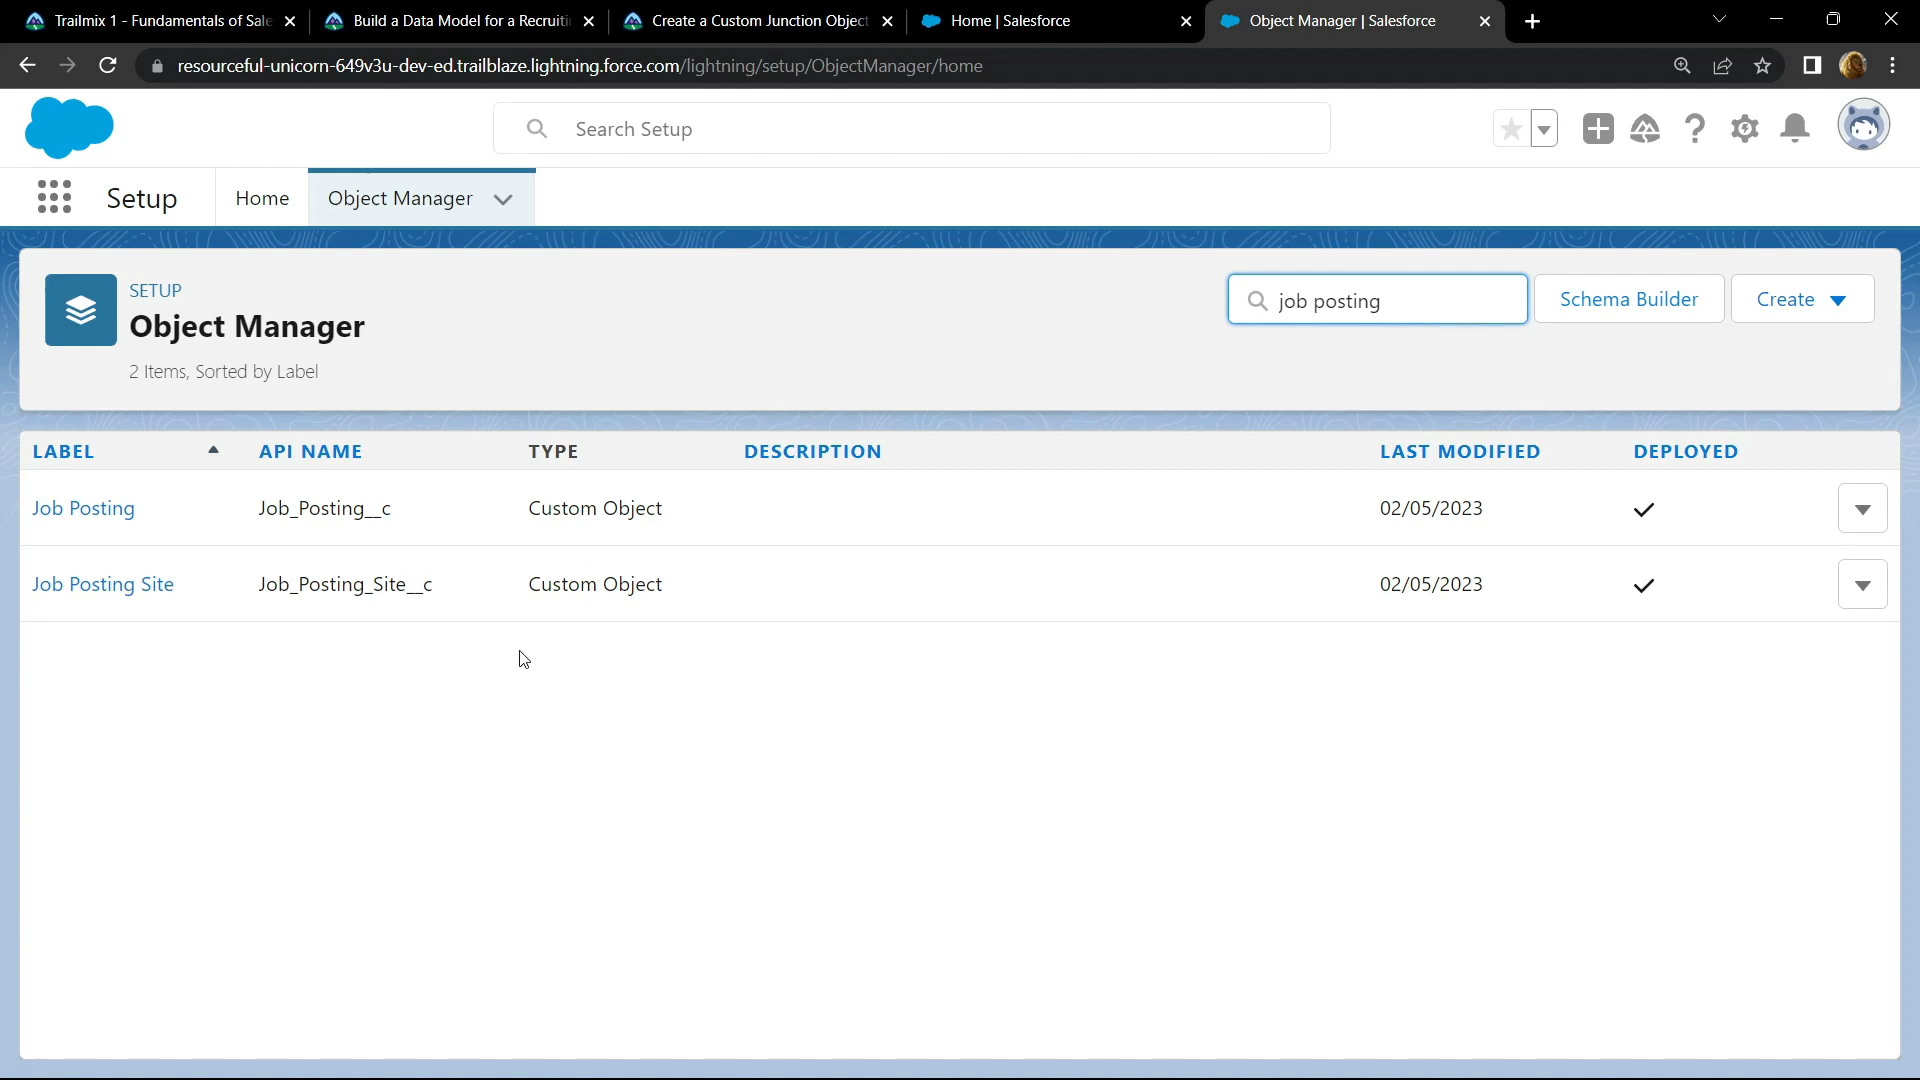 Trailmix 1 - Fundamentals of Sale
Build a Data Model for a Recruiti
Create a Custom Junction Object
Home | Salesforce
Object Manager | Salesforce
resourceful-unicorn-649v3u-dev-ed.trailblaze.lightning.force.com/lightning/setup/ObjectManager/home
Search Setup
Setup
Home
Object Manager
SETUP
Object Manager
2 Items, Sorted by Label
job posting
Schema Builder
Create
LABEL API NAME TYPE DESCRIPTION LAST MODIFIED DEPLOYED
Job Posting Job_Posting__c Custom Object 02/05/2023
Job Posting Site Job_Posting_Site__c Custom Object 02/05/2023